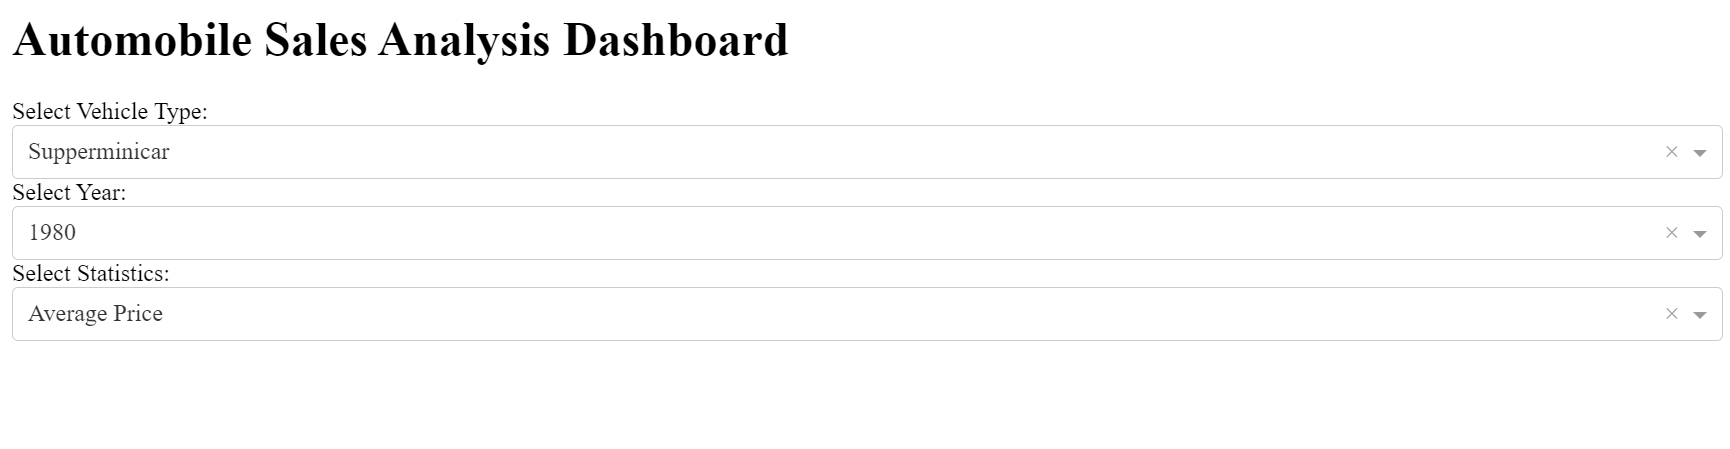 Automobile Sales Analysis Dashboard
Select Vehicle Type:
Supperminicar
Select Year:
1980
Select Statistics:
Average Price